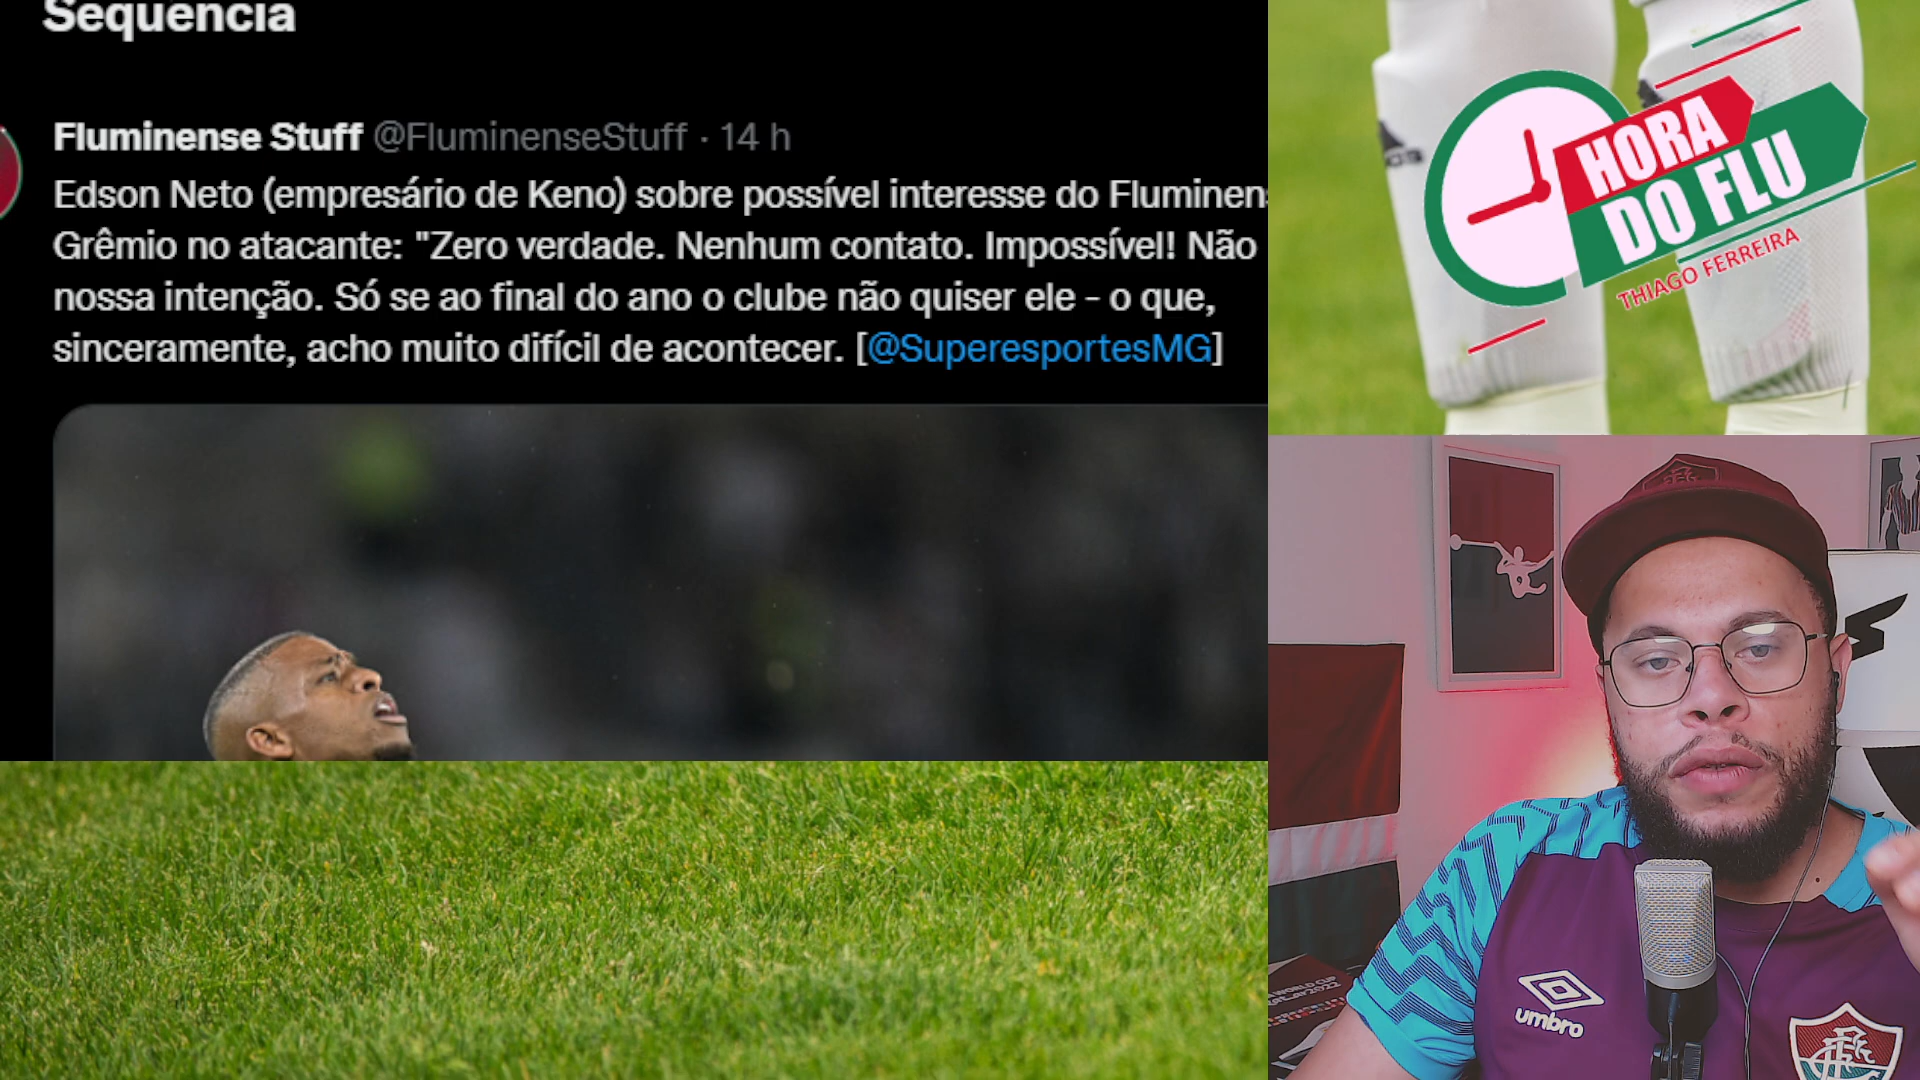 Sequência
Fluminense Stuff @FluminenseStuff · 14 h
Edson Neto (empresário de Keno) sobre possível interesse do Fluminens
Grêmio no atacante: "Zero verdade. Nenhum contato. Impossível! Não
nossa intenção. Só se ao final do ano o clube não quiser ele - o que,
sinceramente, acho muito difícil de acontecer. [@SuperesportesMG]
HORA
DO FLU
THIAGO FERREIRA
umbro